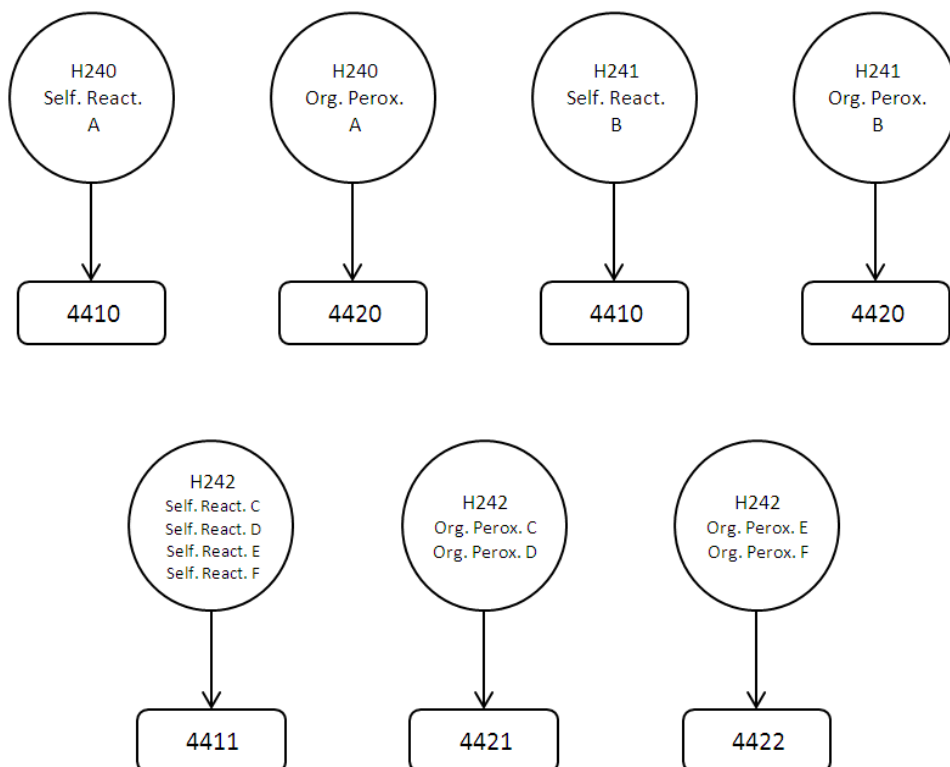 H240
Self. React.
A
H240
Org. Perox.
A
H241
Self. React.
B
H241
Org. Perox.
B
4410
4420
4410
4420
H242
Self. React. C
Self. React. D
Self. React. E
Self. React. F
H242
Org. Perox. C
Org. Perox. D
H242
Org. Perox. E
Org. Perox. F
4411
4421
4422